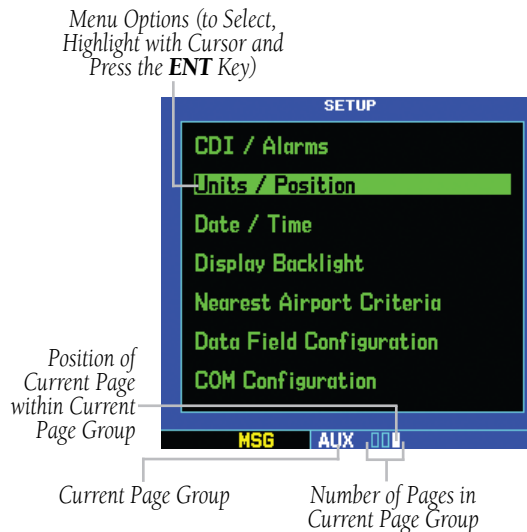 Menu Options (to Select,
Highlight with Cursor and
Press the ENT Key)
SETUP
CDI / Alarms
Units / Position
Date / Time
Display Backlight
Nearest Airport Criteria
Data Field Configuration
COM Configuration
Position of
Current Page
within Current
Page Group
MSG AUX
Current Page Group
Number of Pages in
Current Page Group